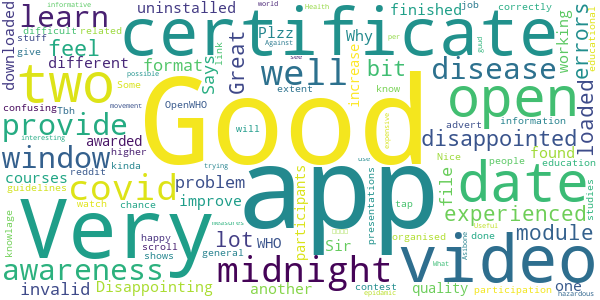 learn
uninstalled
certificate
finished
job
correctly
downloaded
difficult
stuff
give
related
feel
Plzz
Why
working
errors
informative
world
Health
Against
see
per
educational
two
different
format
Says
link
Great
well
increase
bit
know
disease
loaded
Some
possible
confusing
Tbh
extent
OpenWHO
Good
app
open
provide
awarded
movement
will
advert
information
disappointed
window
higher
kinda
interesting
expensive
found
Nice
people
education
courses
reddit
trying
use
date
guidelines
covid
problem
participants
file
tap
presentations
experienced
studies
knowlage
watch
chance
improve
Very
video
organised
done
Useful
module
happy
scroll
shows
lot
WHO
Sir
measures
general
What
Asibong
awareness
midnight
contest
quality
participation
one
invalid
Disappointing
another
epidamic
hazardous